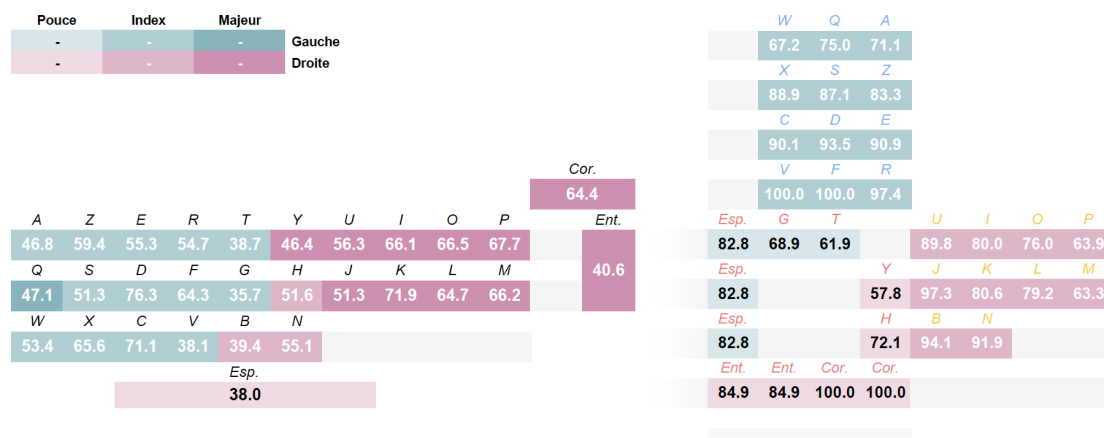 Pouce Index Majeur
- - - Gauche
- - - Droite
Cor.
64.4
A Z E R T Y U I O P Ent.
46.8 59.4 55.3 54.7 38.7 46.4 56.3 66.1 66.5 67.7
40.6
Q S D F G H J K L M
47.1 51.3 76.3 64.3 35.7 51.6 51.3 71.9 64.7 66.2
W X C V B N
53.4 65.6 71.1 38.1 39.4 55.1
Esp.
38.0
W Q A
67.2 75.0 71.1
X S Z
88.9 87.1 83.3
C D E
90.1 93.5 90.9
V F R
100.0 100.0 97.4
Esp. G T U I O P
82.8 68.9 61.9 89.8 80.0 76.0 63.9
Esp. Y J K L M
82.8 57.8 97.3 80.6 79.2 63.3
Esp. H B N
82.8 72.1 94.1 91.9
Ent. Ent. Cor. Cor.
84.9 84.9 100.0 100.0